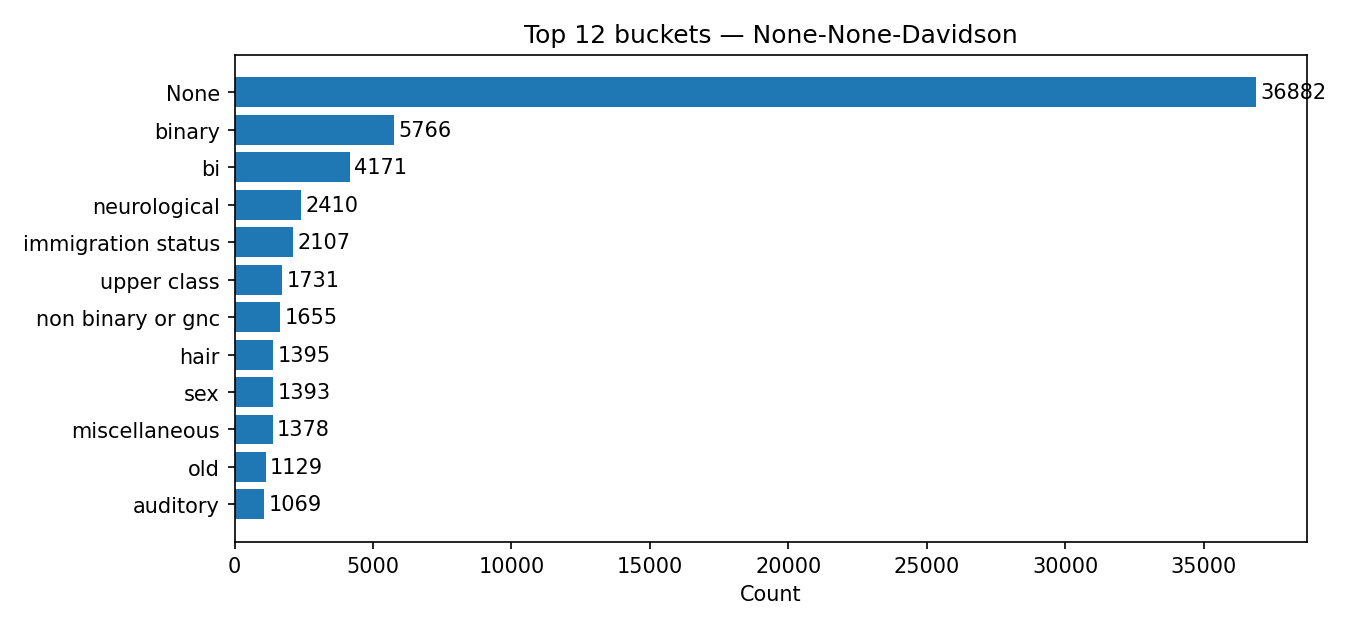 Top 12 buckets — None-None-Davidson
None 36882
binary 5766
bi 4171
neurological 2410
immigration status 2107
upper class 1731
non binary or gnc 1655
hair 1395
sex 1393
miscellaneous 1378
old 1129
auditory 1069
0 5000 10000 15000 20000 25000 30000 35000
Count